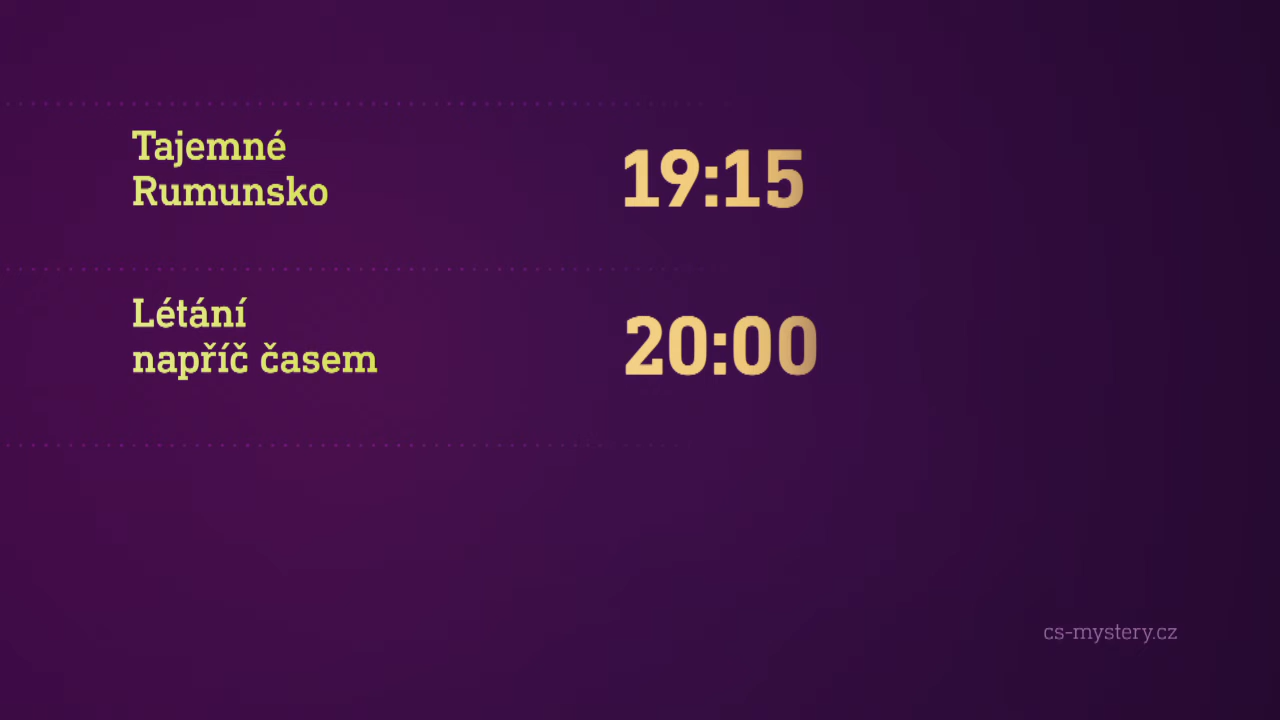 Tajemné
Rumunsko
19:15
Létání
napříč časem
20:00
cs-mystery.cz